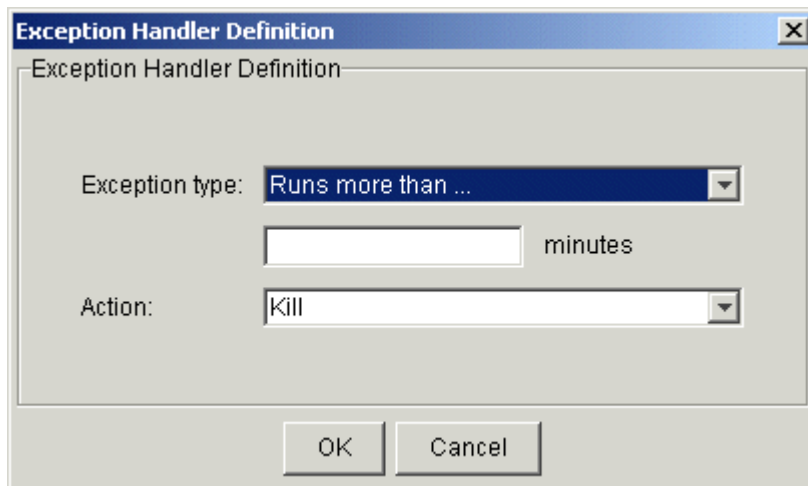 Exception Handler Definition
Exception Handler Definition
Exception type: Runs more than ...
minutes
Action: Kill
OK Cancel